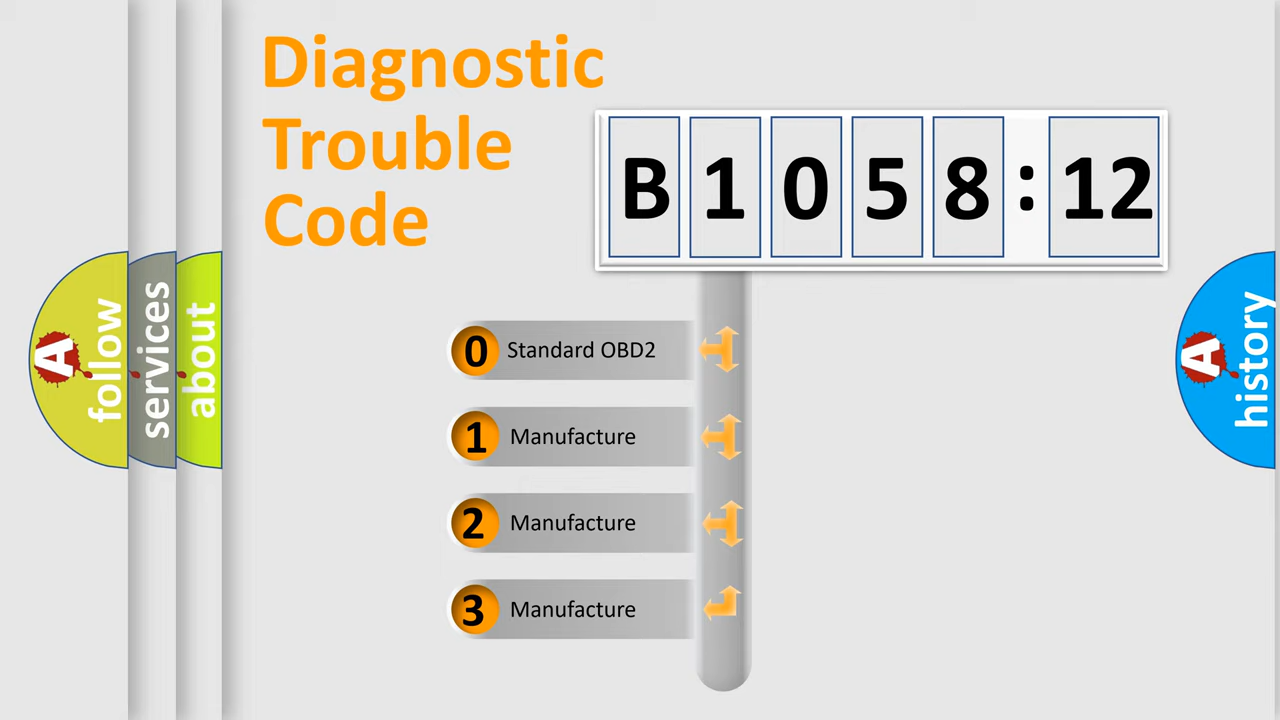 Diagnostic
Trouble
Code
B 1 0 5 8 : 12
0 Standard OBD2
1 Manufacture
2 Manufacture
3 Manufacture
A follow
services
about
A history